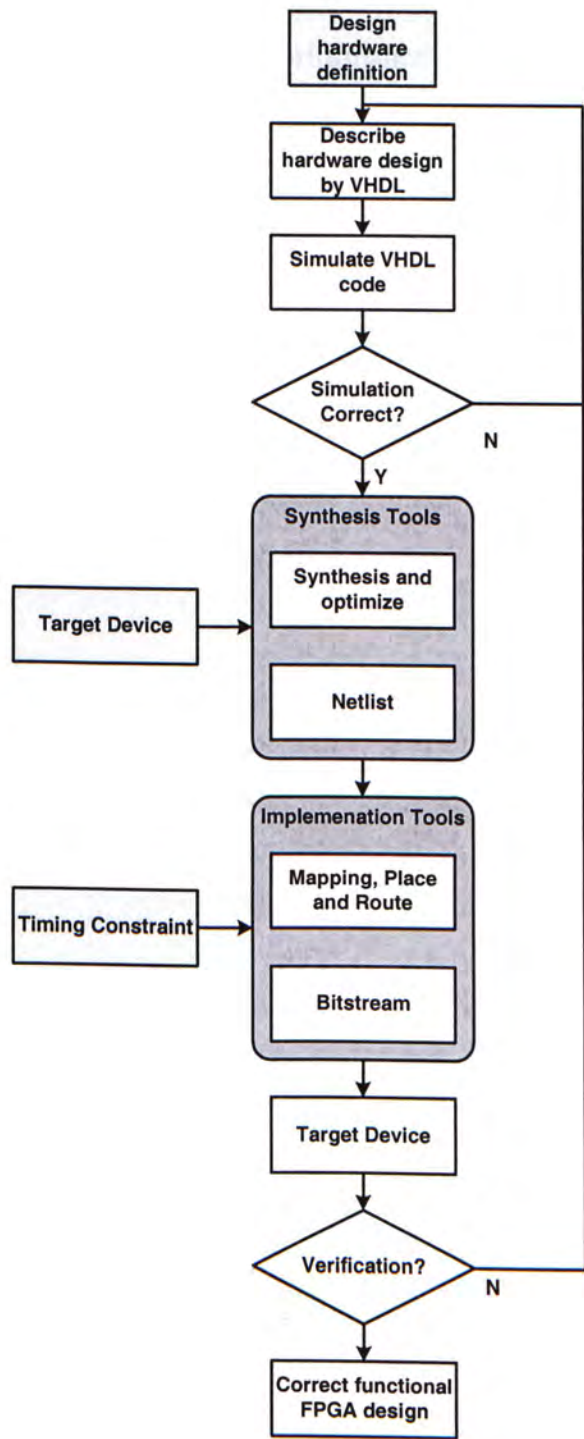 Design
hardware
definition
Describe
hardware design
by VHDL
Simulate VHDL
code
Simulation
Correct?
N
Y
Synthesis Tools
Synthesis and
optimize
Target Device
Netlist
Implemenation Tools
Mapping, Place
and Route
Timing Constraint
Bitstream
Target Device
Verification?
N
Correct functional
FPGA design